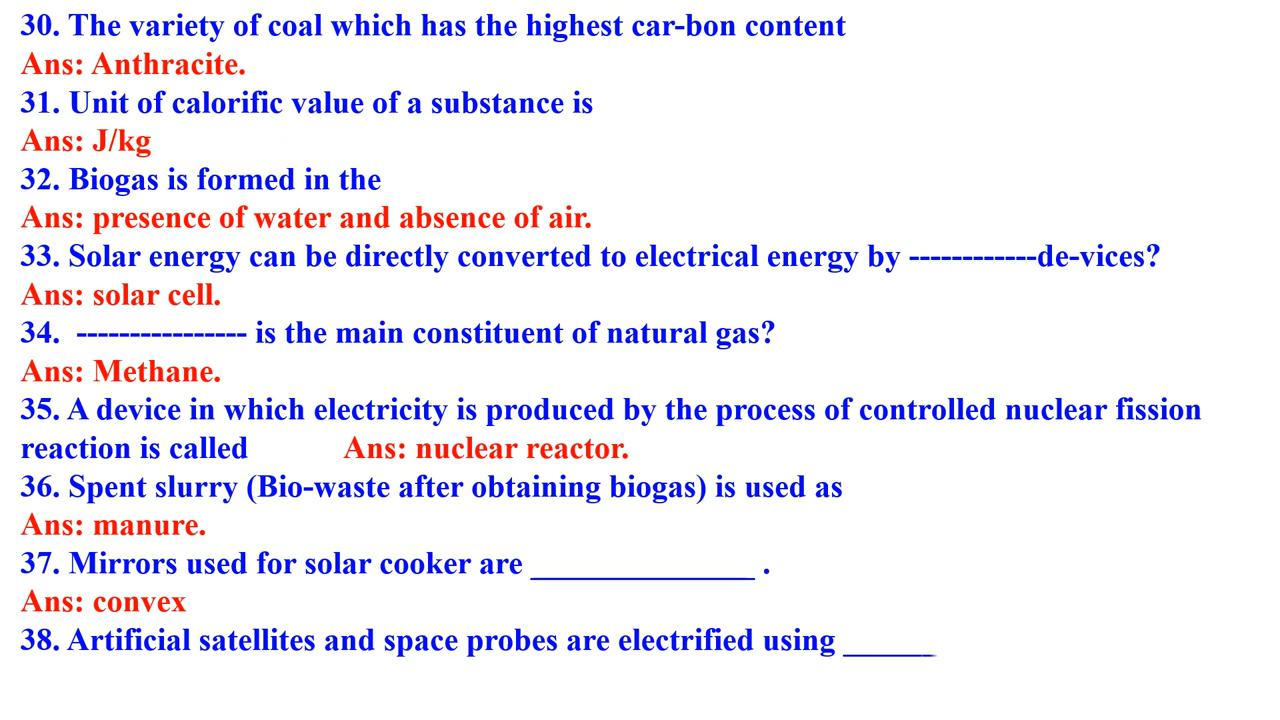 30. The variety of coal which has the highest car-bon content
Ans: Anthracite.
31. Unit of calorific value of a substance is
Ans: J/kg
32. Biogas is formed in the
Ans: presence of water and absence of air.
33. Solar energy can be directly converted to electrical energy by ------------de-vices?
Ans: solar cell.
34.  ---------------- is the main constituent of natural gas?
Ans: Methane.
35. A device in which electricity is produced by the process of controlled nuclear fission
reaction is called Ans: nuclear reactor.
36. Spent slurry (Bio-waste after obtaining biogas) is used as
Ans: manure.
37. Mirrors used for solar cooker are ______________ .
Ans: convex
38. Artificial satellites and space probes are electrified using ______